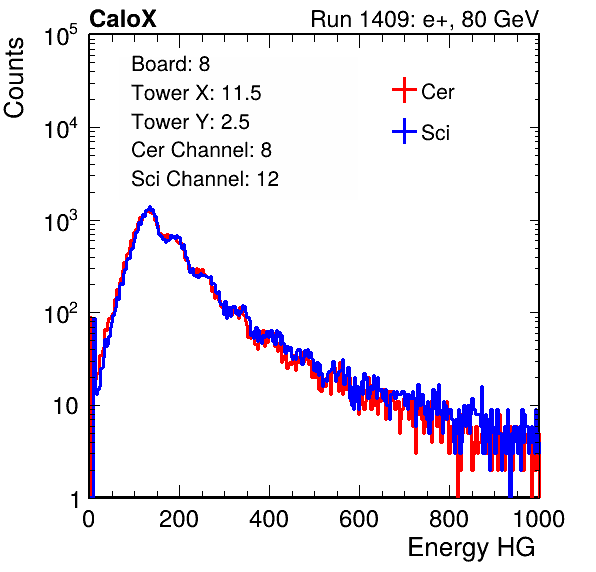 CaloX Run 1409: e+, 80 GeV
Counts
10^5
10^4
10^3
10^2
10
1
Board: 8
Tower X: 11.5
Tower Y: 2.5
Cer Channel: 8
Sci Channel: 12
Cer
Sci
0 200 400 600 800 1000
Energy HG